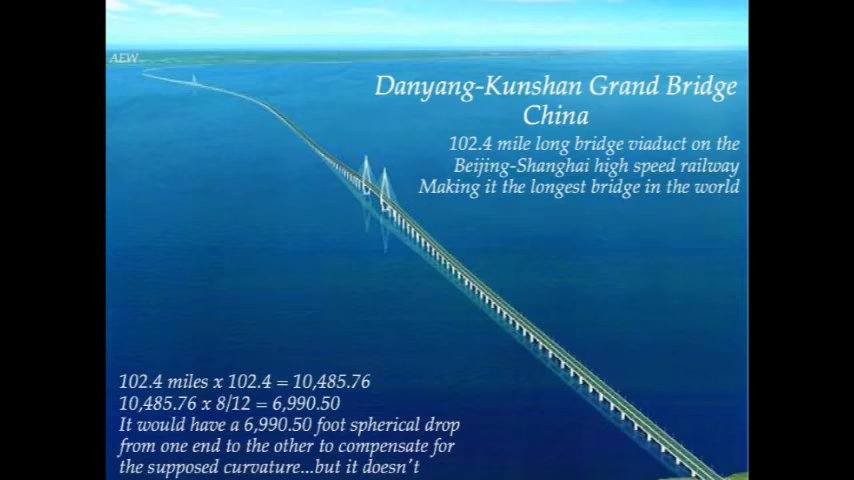 AEW
Danyang-Kunshan Grand Bridge
China
102.4 mile long bridge viaduct on the
Beijing-Shanghai high speed railway
Making it the longest bridge in the world
102.4 miles x 102.4 = 10,485.76
10,485.76 x 8/12 = 6,990.50
It would have a 6,990.50 foot spherical drop
from one end to the other to compensate for
the supposed curvature...but it doesn't